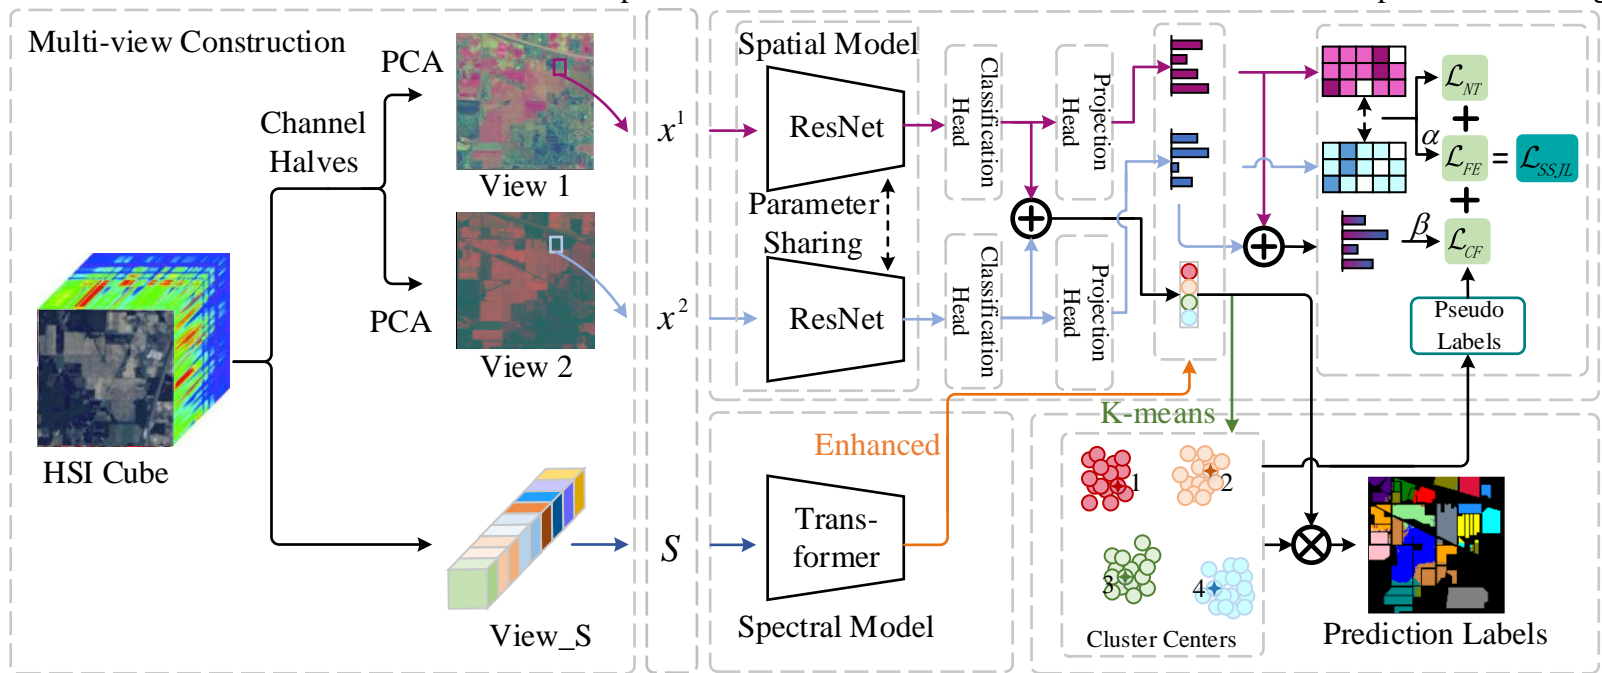 Multi-view Construction
PCA
Channel
Halves
View 1
PCA
View 2
HSI Cube
View_S
x¹
x²
S
Spatial Model
ResNet
Parameter
Sharing
ResNet
Classification
Head
Projection
Head
Classification
Head
Projection
Head
ℒNT
+
α
ℒFE = ℒSSJL
+
β
ℒCF
Pseudo
Labels
Enhanced
Trans-
former
Spectral Model
K-means
1
2
3
4
Cluster Centers
Prediction Labels